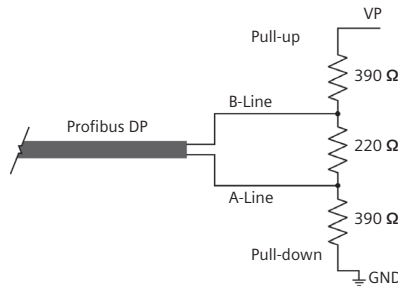 VP
Pull-up
390 Ω
B-Line
Profibus DP
220 Ω
A-Line
390 Ω
Pull-down
GND